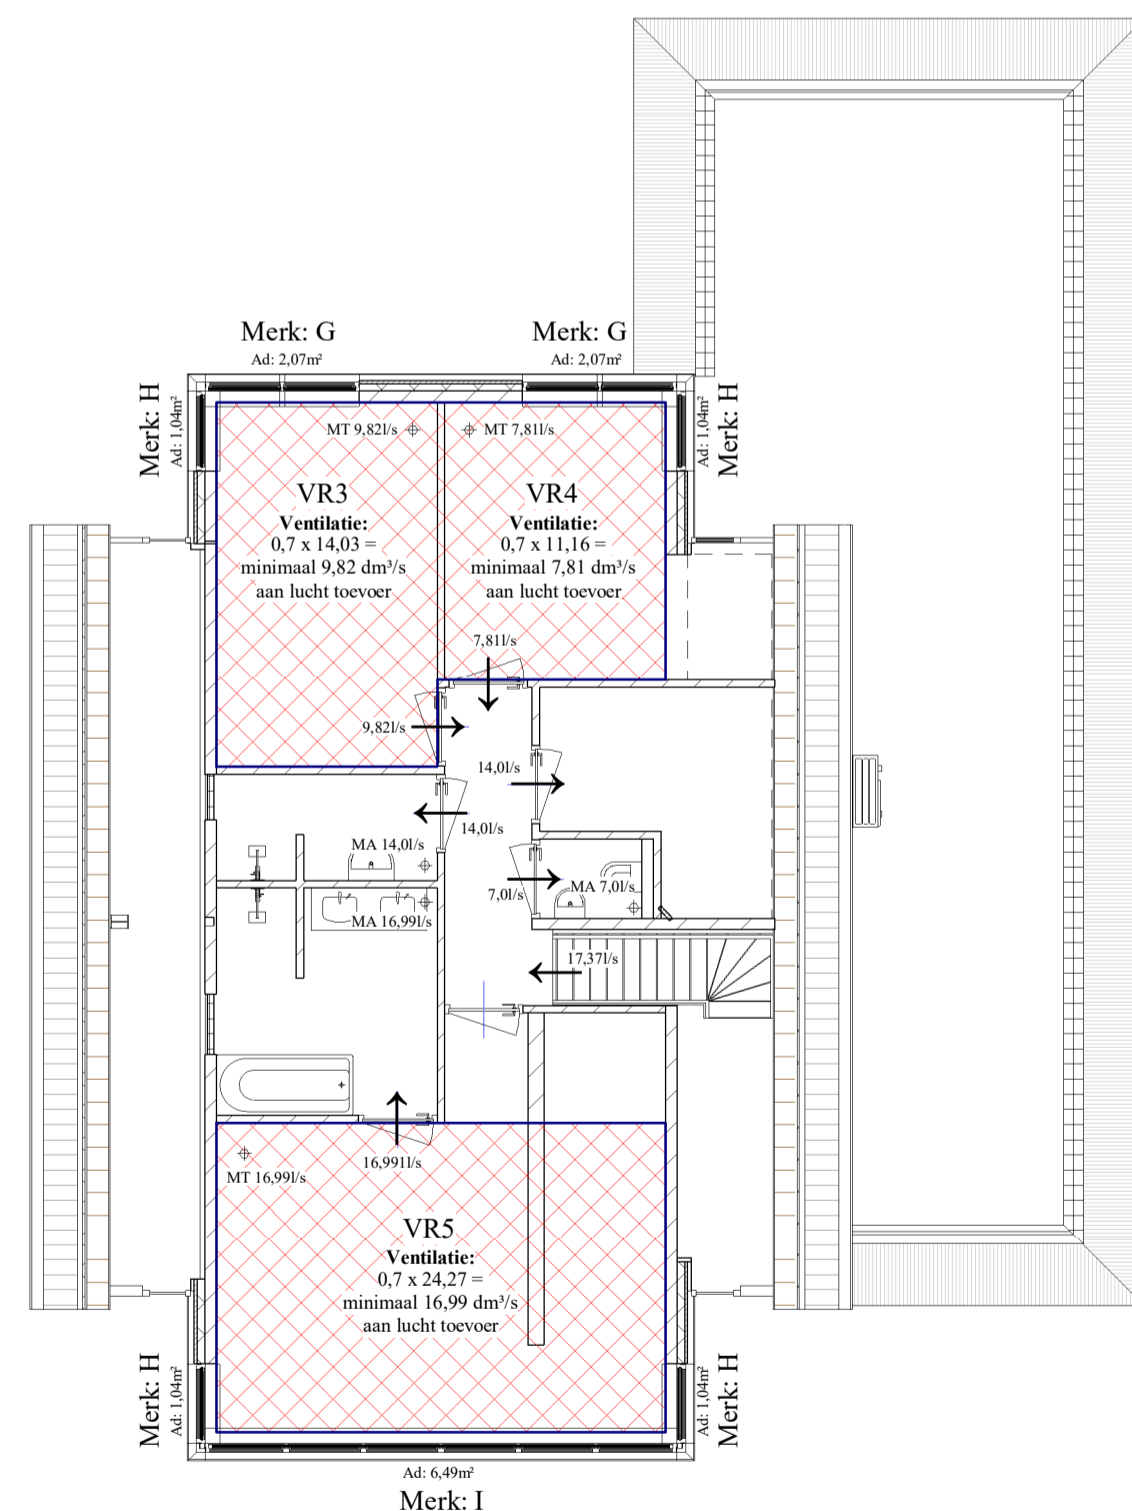 Merk: G
Ad: 2,07m²
Merk: G
Ad: 2,07m²
Merk: H
Ad: 1,04m²
Ad: 1,04m²
Merk: H
MT 9,82l/s
MT 7,81l/s
VR3
Ventilatie:
0,7 x 14,03 =
minimaal 9,82 dm³/s
aan lucht toevoer
VR4
Ventilatie:
0,7 x 11,16 =
minimaal 7,81 dm³/s
aan lucht toevoer
7,81l/s
9,82l/s
14,0l/s
14,0l/s
MA 14,0l/s
7,0l/s
MA 7,0l/s
MA 16,99l/s
17,37l/s
16,991l/s
MT 16,99l/s
VR5
Ventilatie:
0,7 x 24,27 =
minimaal 16,99 dm³/s
aan lucht toevoer
Merk: H
Ad: 1,04m²
Ad: 1,04m²
Merk: H
Ad: 6,49m²
Merk: I